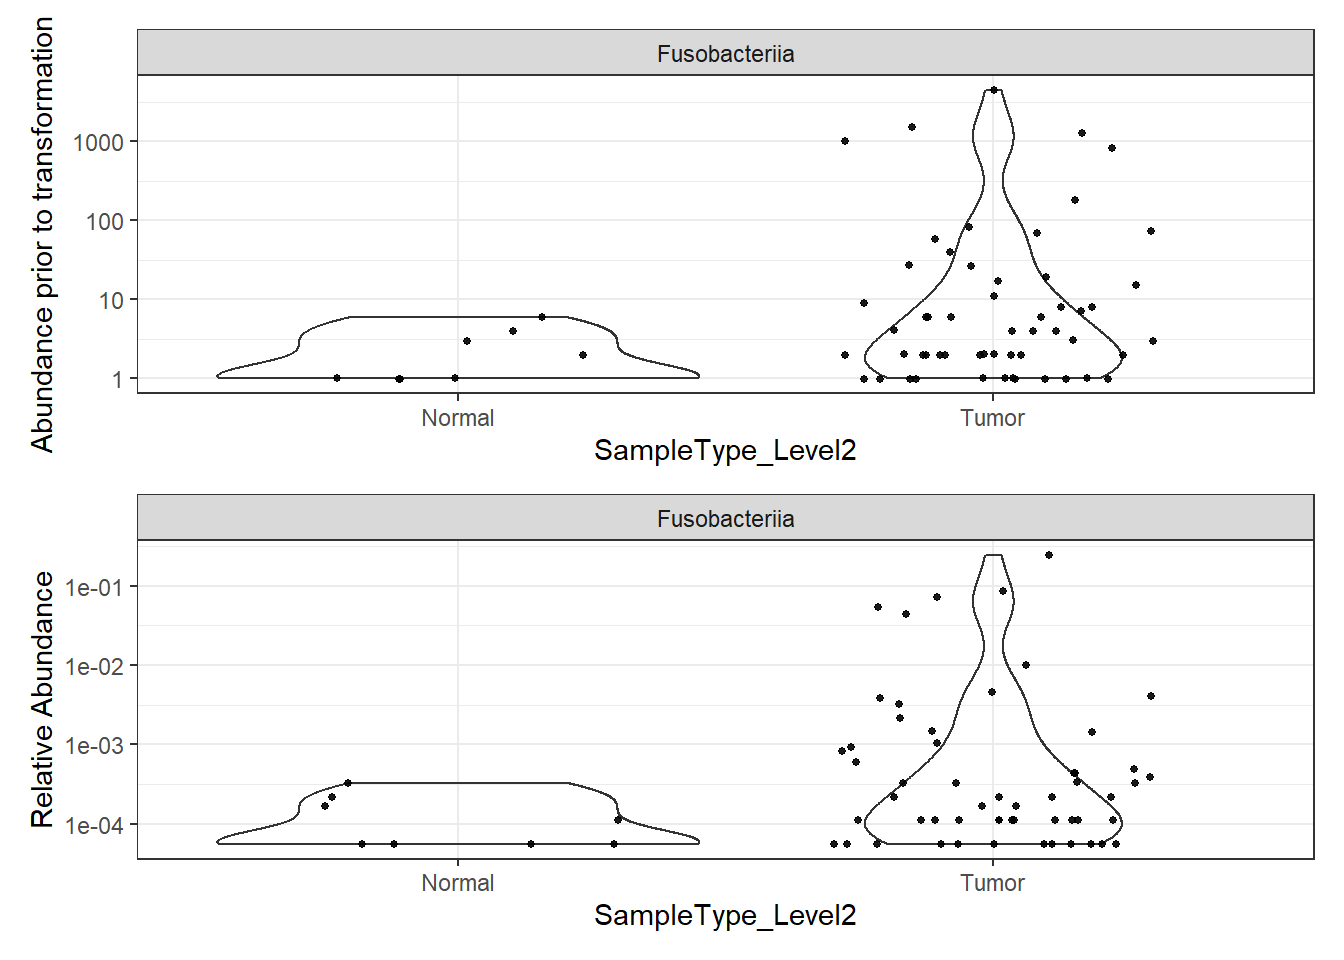 Fusobacteriia
Abundance prior to transformation
1000
100
10
1
Normal
Tumor
SampleType_Level2
Fusobacteriia
Relative Abundance
1e-01
1e-02
1e-03
1e-04
Normal
Tumor
SampleType_Level2